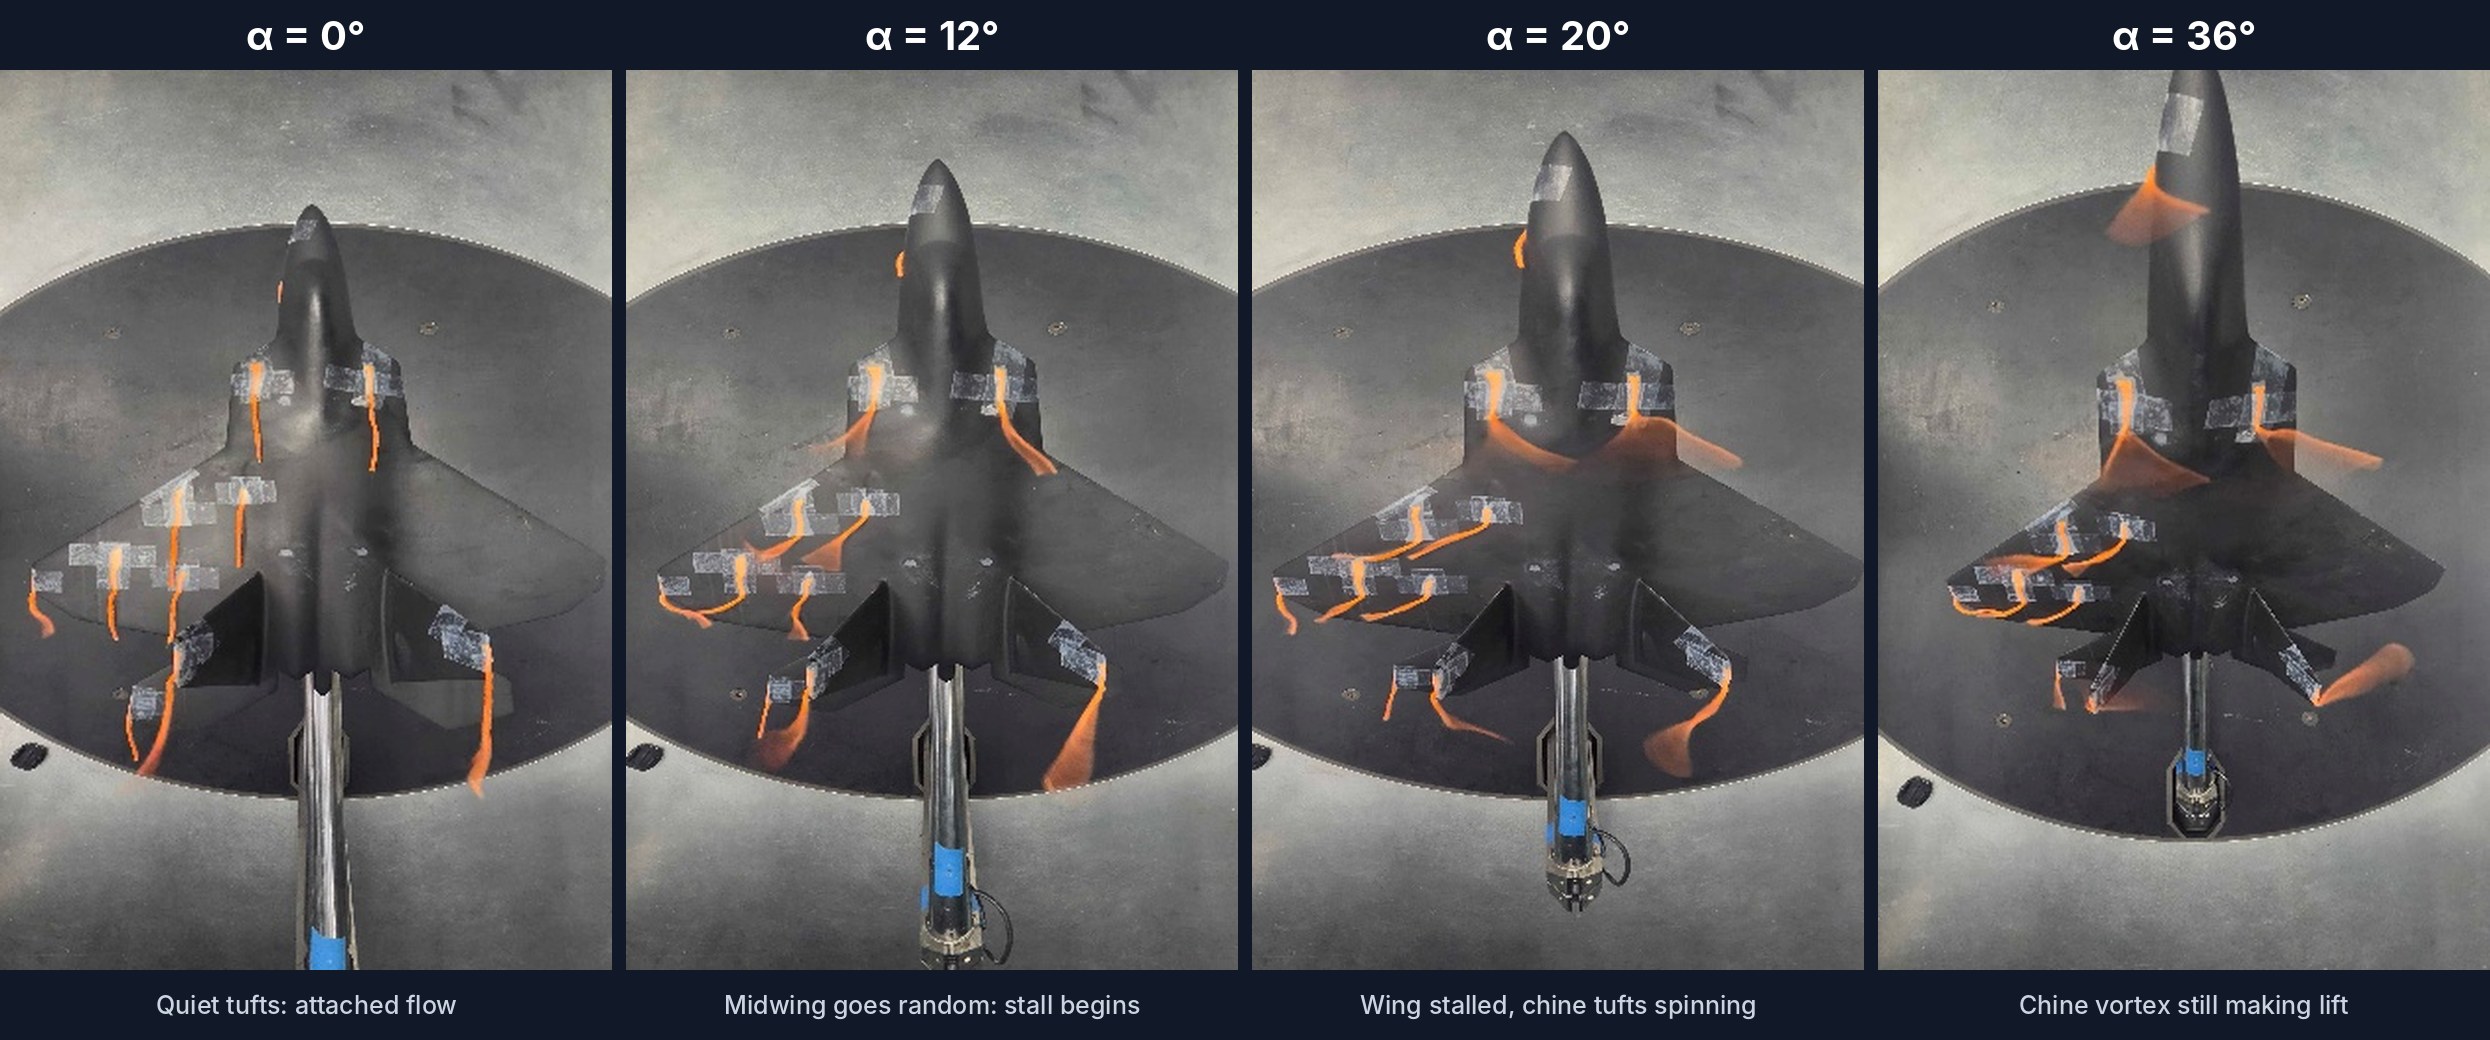 α = 0°
α = 12°
α = 20°
α = 36°
Quiet tufts: attached flow
Midwing goes random: stall begins
Wing stalled, chine tufts spinning
Chine vortex still making lift